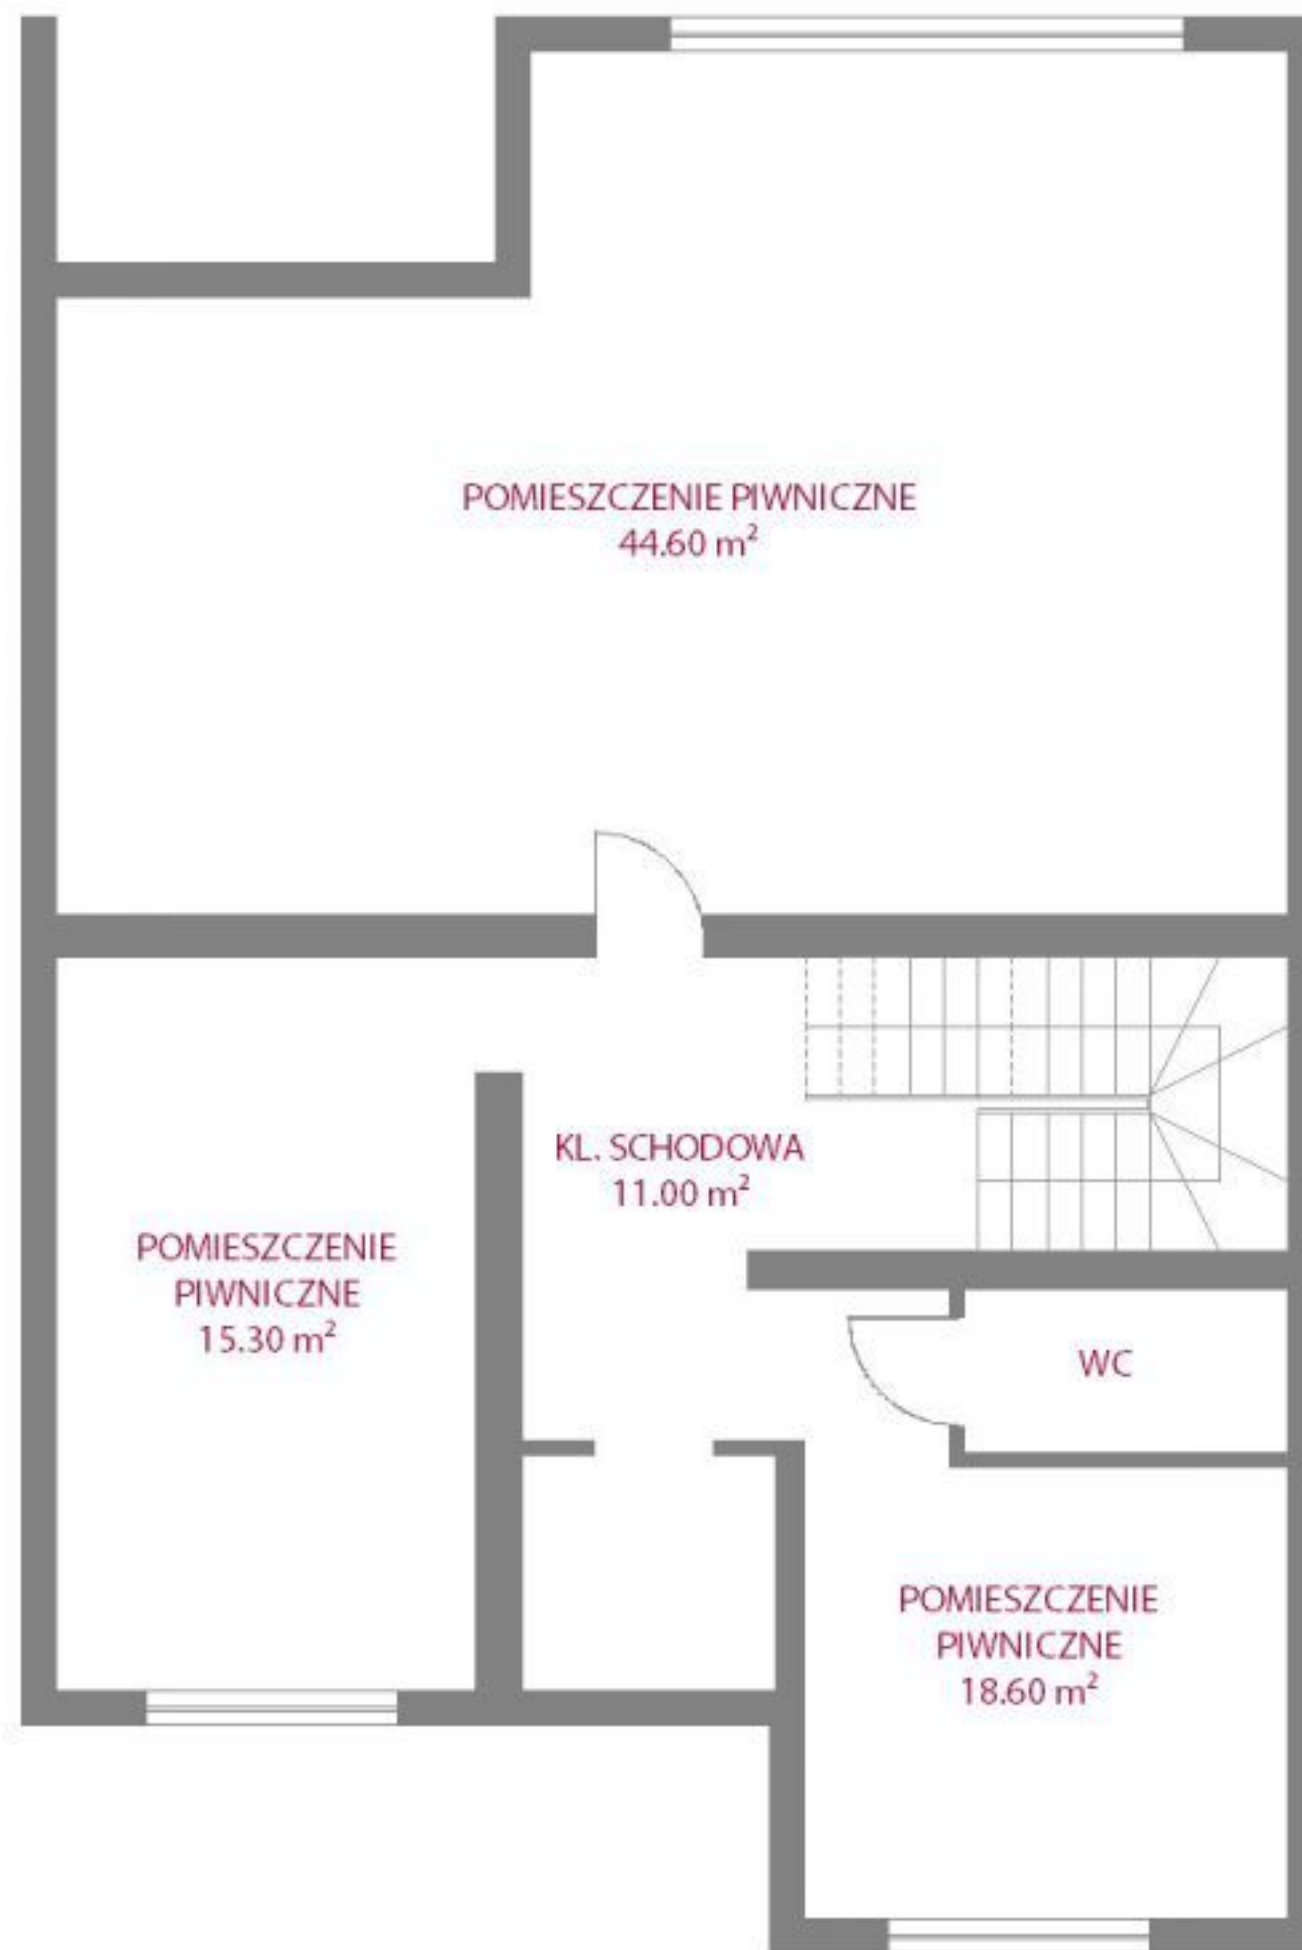 POMIESZCZENIE PIWNICZNE
44.60 m²
KL. SCHODOWA
11.00 m²
POMIESZCZENIE
PIWNICZNE
15.30 m²
WC
POMIESZCZENIE
PIWNICZNE
18.60 m²